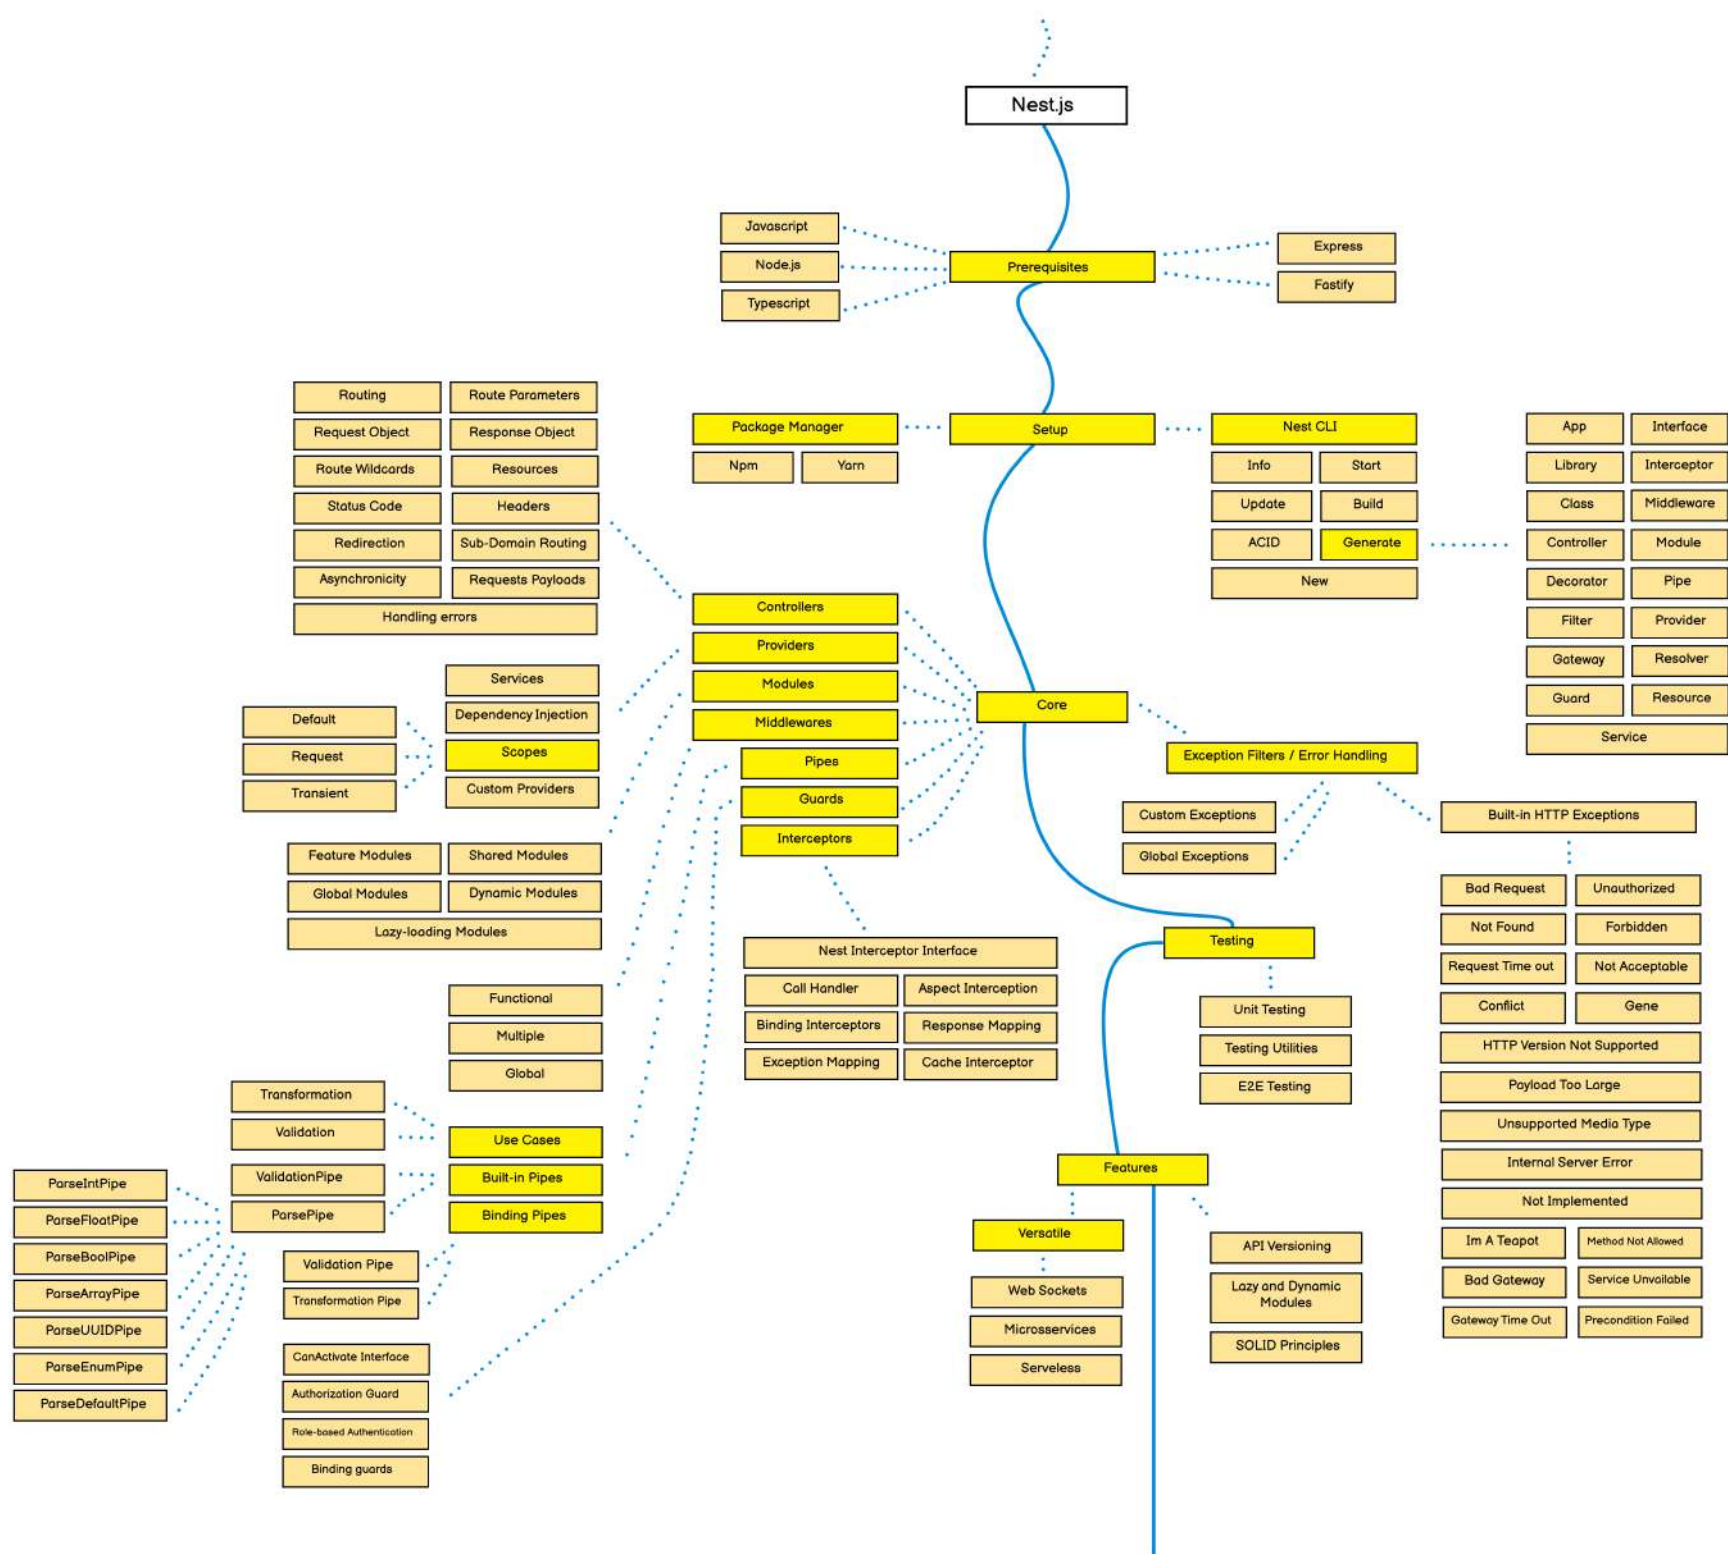 Nest.js
Javascript
Node.js
Typescript
Prerequisites
Express
Fastify
Routing
Route Parameters
Request Object
Response Object
Route Wildcards
Resources
Status Code
Headers
Redirection
Sub-Domain Routing
Asynchronicity
Requests Payloads
Handling errors
Package Manager
Npm
Yarn
Setup
Nest CLI
Info
Start
Update
Build
ACID
Generate
New
App
Interface
Library
Interceptor
Class
Middleware
Controller
Module
Decorator
Pipe
Filter
Provider
Gateway
Resolver
Guard
Resource
Service
Controllers
Providers
Modules
Middlewares
Pipes
Guards
Interceptors
Core
Exception Filters / Error Handling
Services
Dependency Injection
Scopes
Custom Providers
Default
Request
Transient
Custom Exceptions
Global Exceptions
Built-in HTTP Exceptions
Feature Modules
Shared Modules
Global Modules
Dynamic Modules
Lazy-loading Modules
Bad Request
Unauthorized
Not Found
Forbidden
Request Time out
Not Acceptable
Conflict
Gene
HTTP Version Not Supported
Payload Too Large
Unsupported Media Type
Internal Server Error
Not Implemented
Im A Teapot
Method Not Allowed
Bad Gateway
Service Unvailable
Gateway Time Out
Precondition Failed
Nest Interceptor Interface
Call Handler
Aspect Interception
Binding Interceptors
Response Mapping
Exception Mapping
Cache Interceptor
Testing
Unit Testing
Testing Utilities
E2E Testing
Functional
Multiple
Global
Transformation
Validation
Use Cases
Built-in Pipes
Binding Pipes
ValidationPipe
ParsePipe
ParseIntPipe
ParseFloatPipe
ParseBoolPipe
ParseArrayPipe
ParseUUIDPipe
ParseEnumPipe
ParseDefaultPipe
Validation Pipe
Transformation Pipe
CanActivate Interface
Authorization Guard
Role-based Authentication
Binding guards
Features
Versatile
Web Sockets
Microsservices
Serveless
API Versioning
Lazy and Dynamic
Modules
SOLID Principles